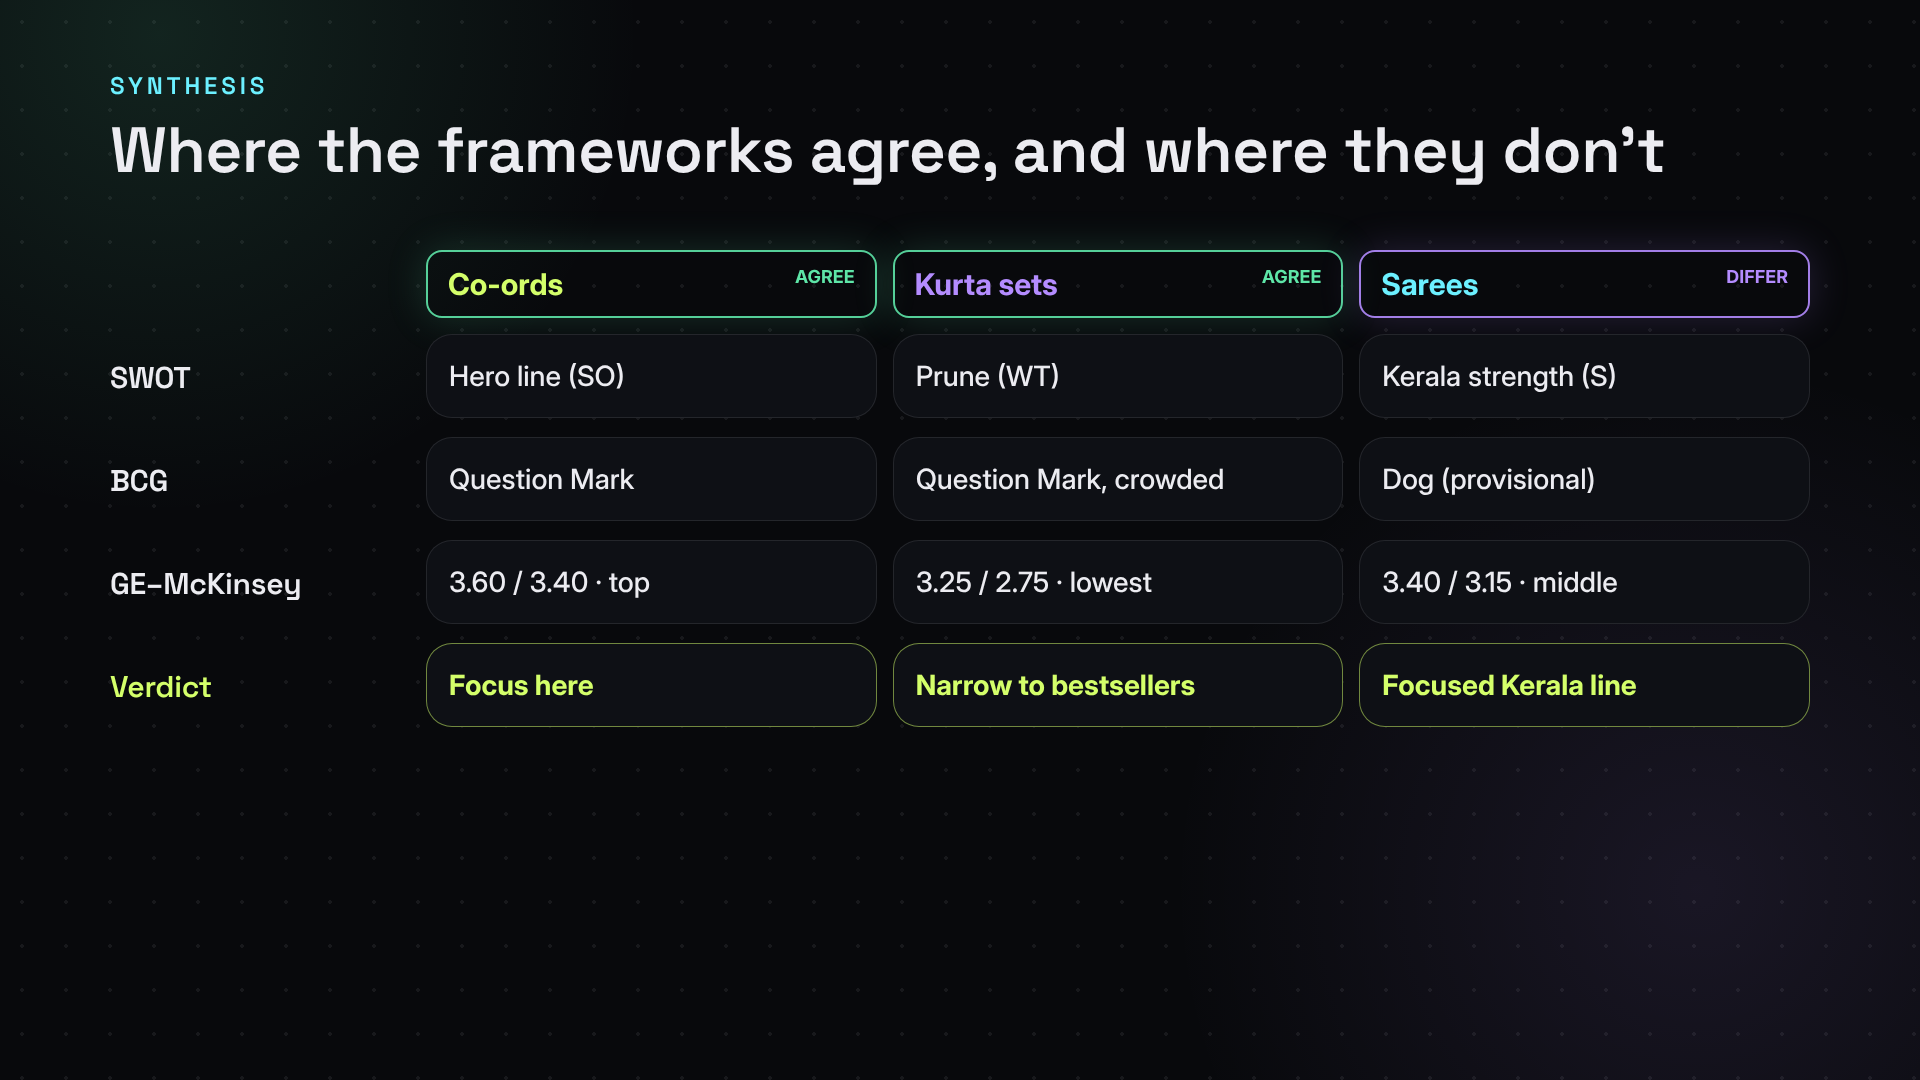 SYNTHESIS
Where the frameworks agree, and where they don’t
Co-ords AGREE Kurta sets AGREE Sarees DIFFER
SWOT Hero line (SO) Prune (WT) Kerala strength (S)
BCG Question Mark Question Mark, crowded Dog (provisional)
GE–McKinsey 3.60 / 3.40 · top 3.25 / 2.75 · lowest 3.40 / 3.15 · middle
Verdict Focus here Narrow to bestsellers Focused Kerala line